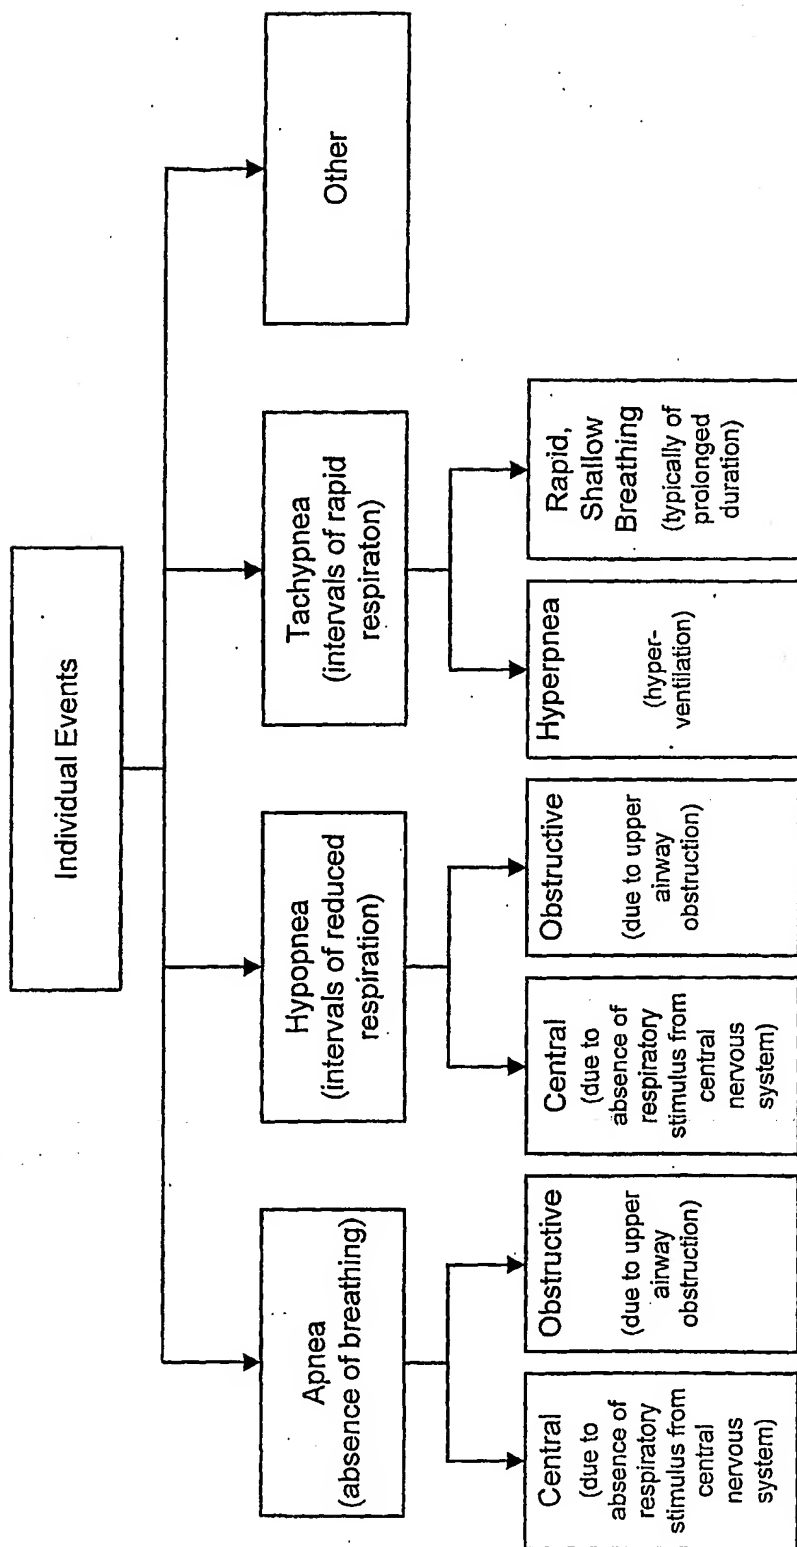 Individual Events
Apnea
(absence of breathing)
Hypopnea
(intervals of reduced
respiration)
Tachypnea
(intervals of rapid
respiraton)
Other
Central
(due to
absence of
respiratory
stimulus from
central
nervous
system)
Obstructive
(due to upper
airway
obstruction)
Central
(due to
absence of
respiratory
stimulus from
central
nervous
system)
Obstructive
(due to upper
airway
obstruction)
Hyperpnea
(hyper-
ventilation)
Rapid,
Shallow
Breathing
(typically of
prolonged
duration)